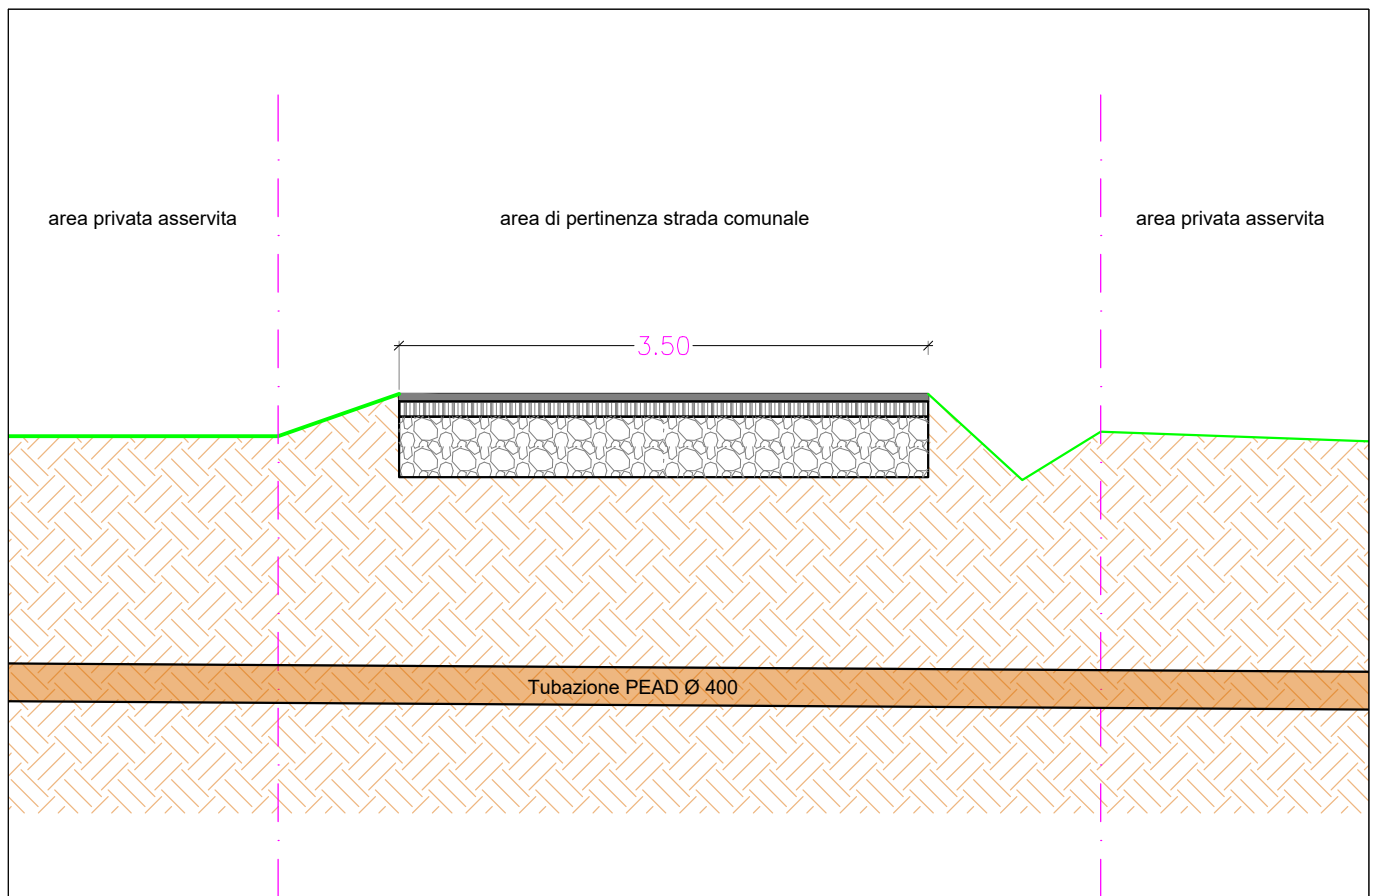 area privata asservita
area di pertinenza strada comunale
area privata asservita
3.50
Tubazione PEAD Ø 400